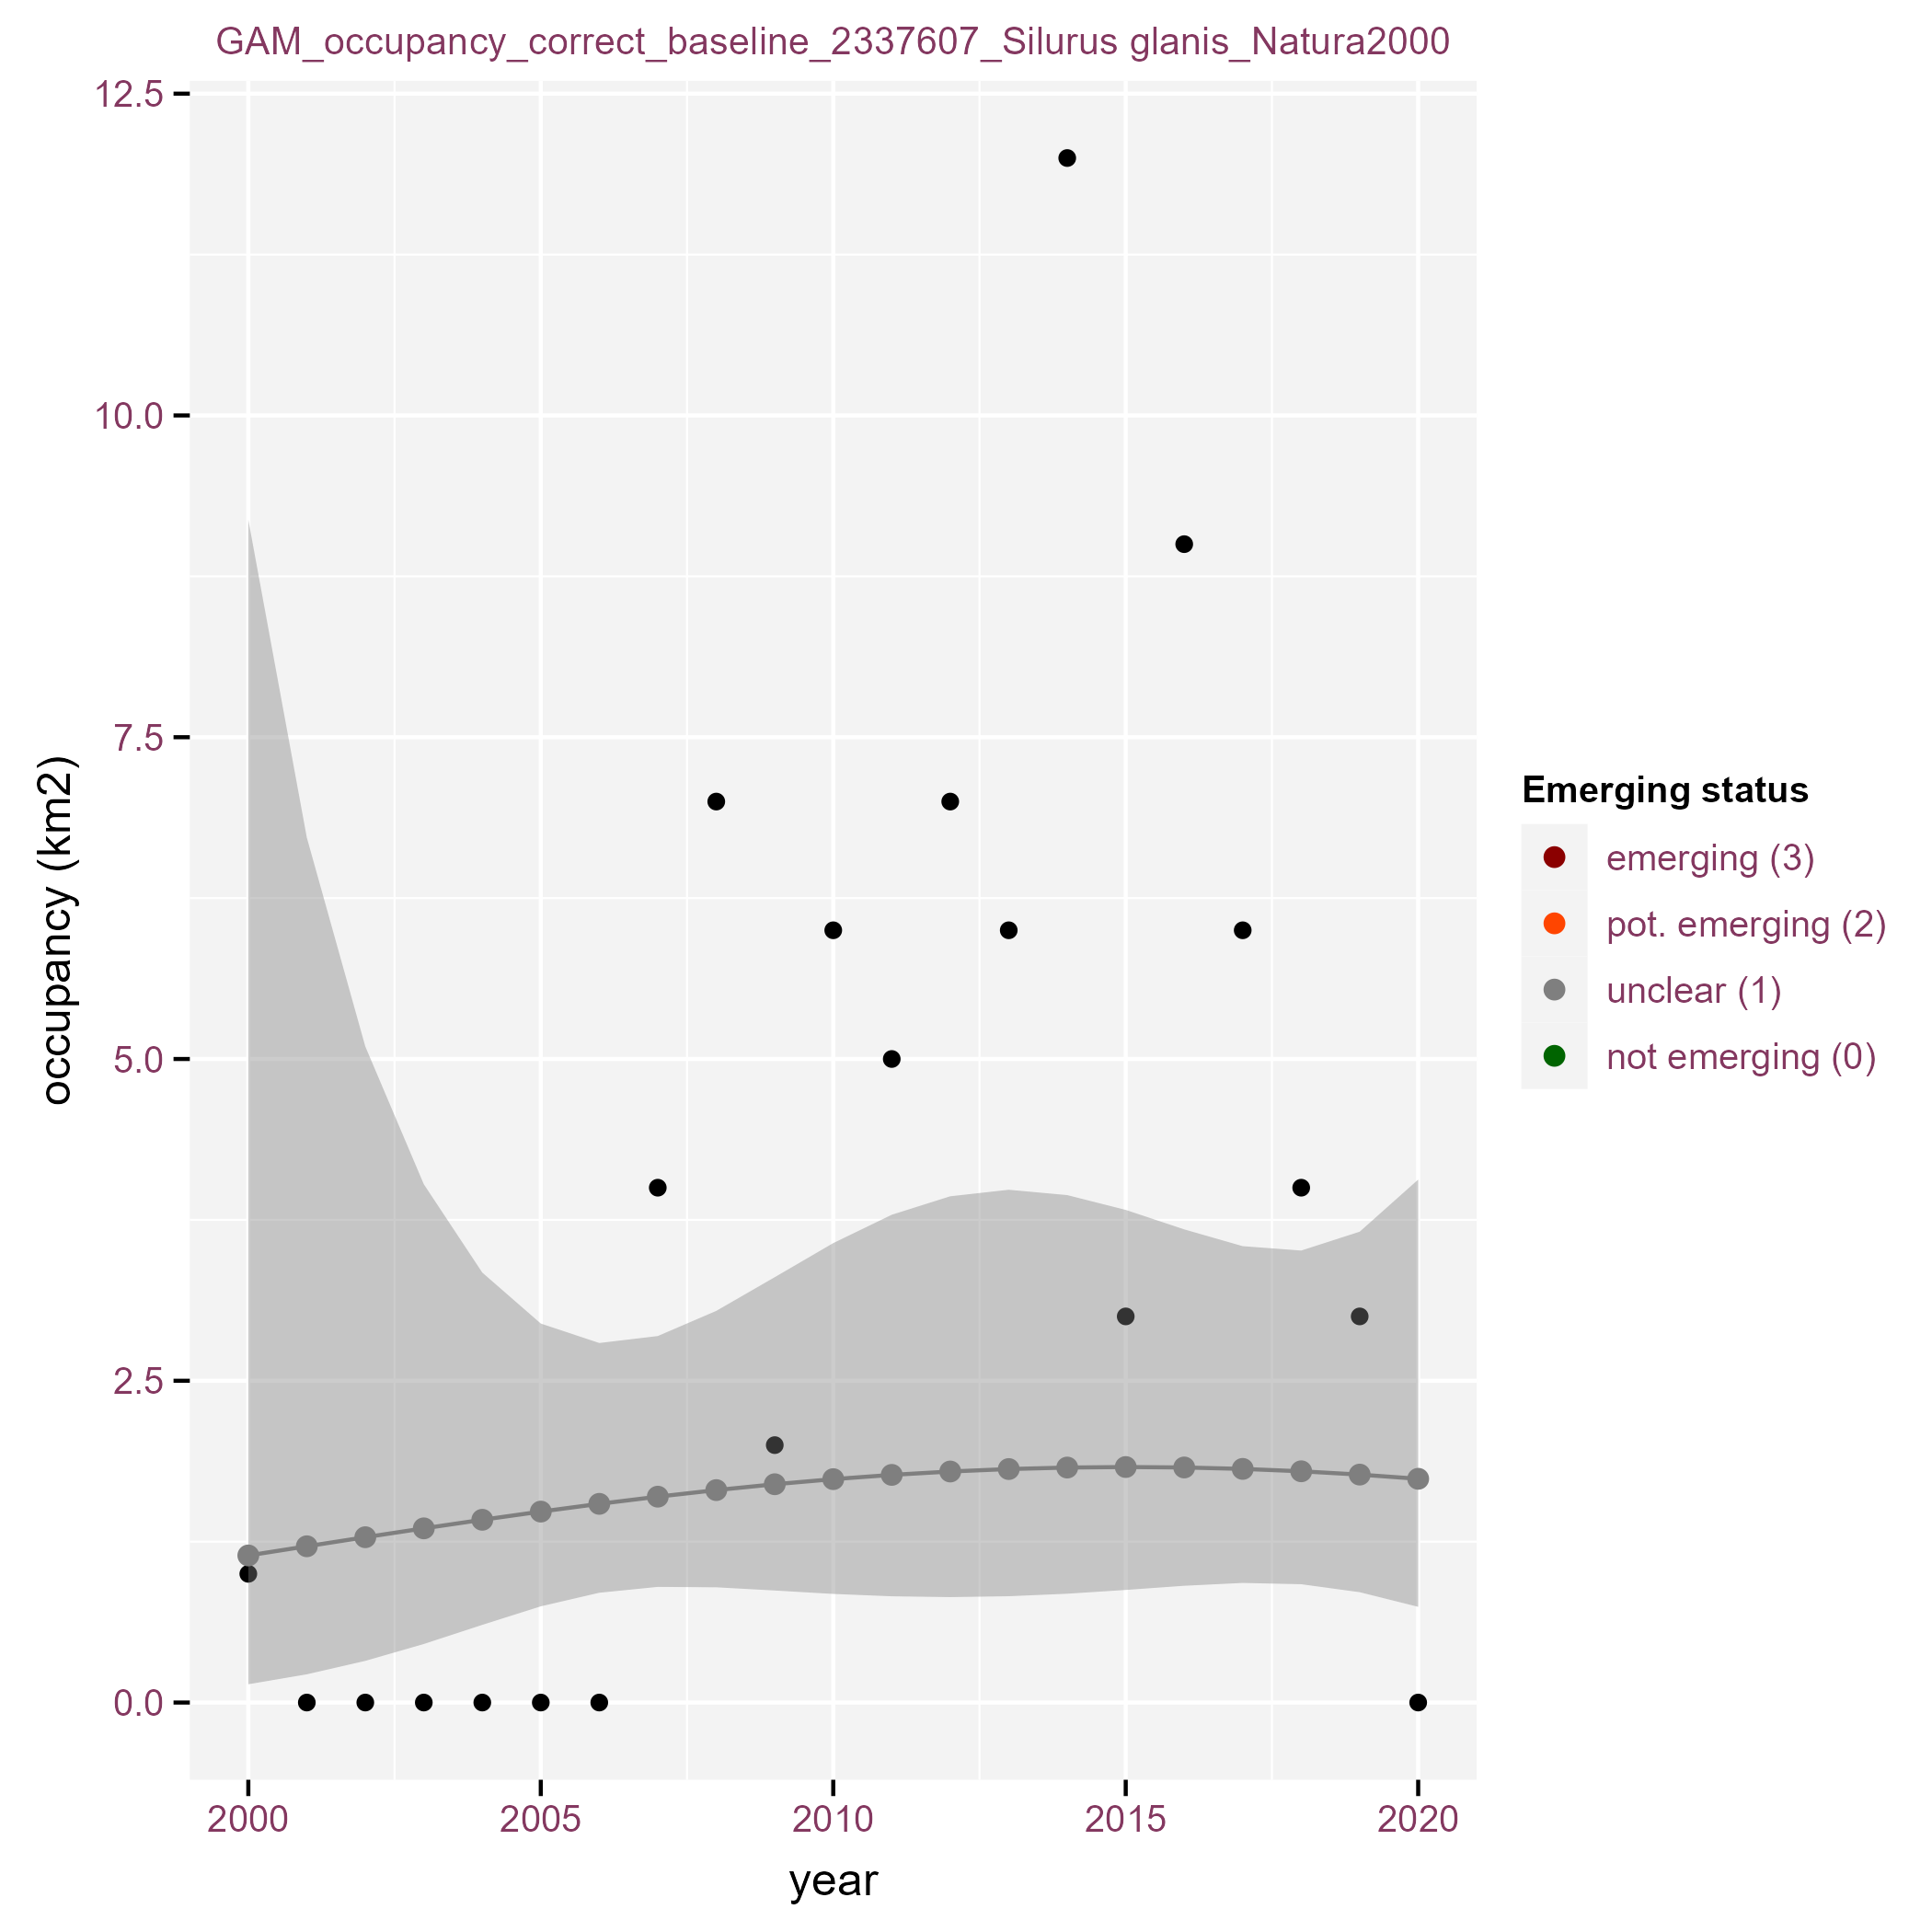 GAM_occupancy_correct_baseline_2337607_Silurus glanis_Natura2000
12.5
10.0
7.5
5.0
2.5
0.0
occupancy (km2)
2000
2005
2010
2015
2020
year
Emerging status
emerging (3)
pot. emerging (2)
unclear (1)
not emerging (0)